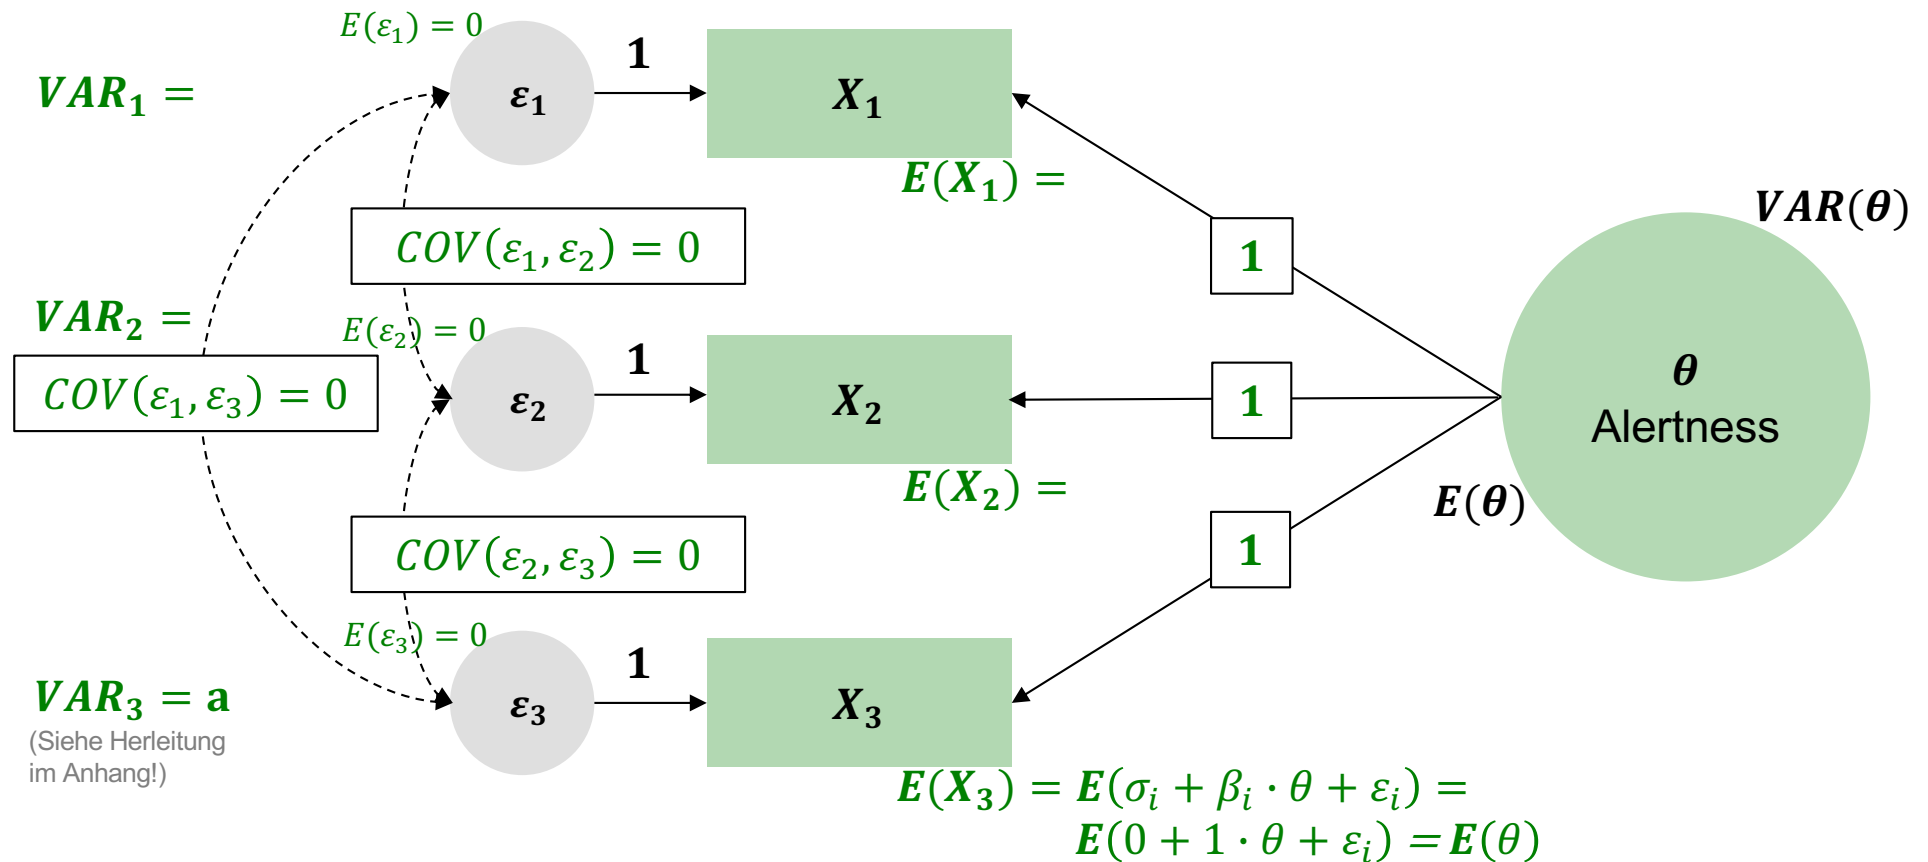 E(ε₁) = 0
1
VAR₁ =
ε₁
X₁
E(X₁) =
VAR(θ)
COV(ε₁, ε₂) = 0
1
VAR₂ =
E(ε₂) = 0
1
COV(ε₁, ε₃) = 0
ε₂
X₂
1
θ
Alertness
E(X₂) =
E(θ)
COV(ε₂, ε₃) = 0
1
E(ε₃) = 0
1
VAR₃ = a
(Siehe Herleitung
im Anhang!)
ε₃
X₃
E(X₃) = E(σᵢ + βᵢ · θ + εᵢ) =
E(0 + 1 · θ + εᵢ) = E(θ)